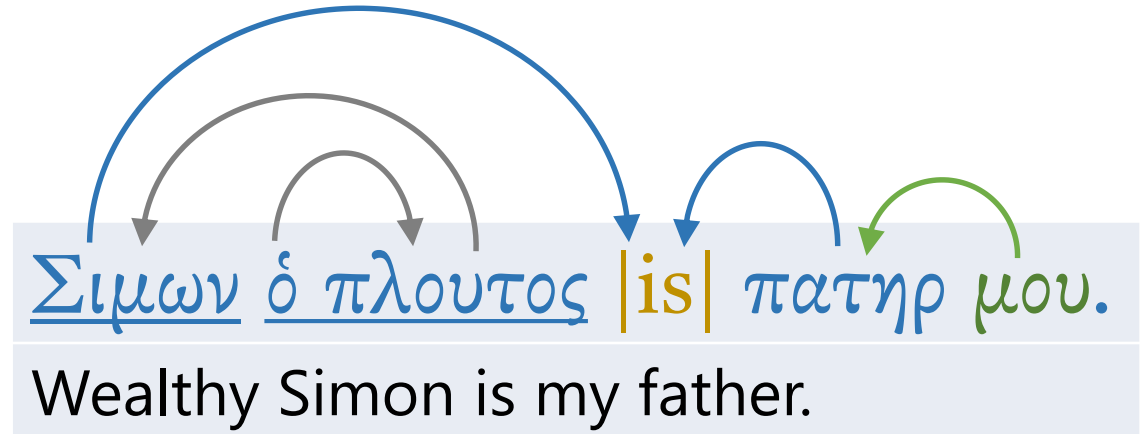 Σιμων ὁ πλουτος |is| πατηρ μου.
Wealthy Simon is my father.